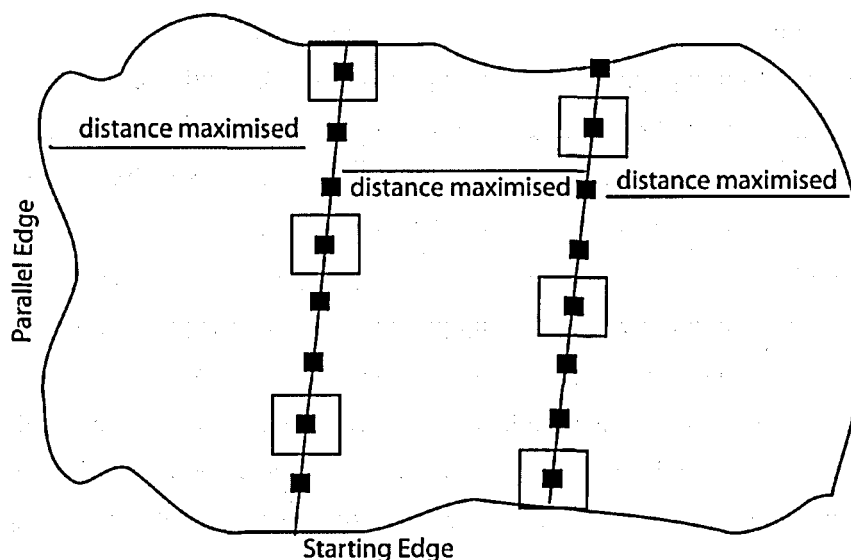 distance maximised
distance maximised
distance maximised
Parallel Edge
Starting Edge